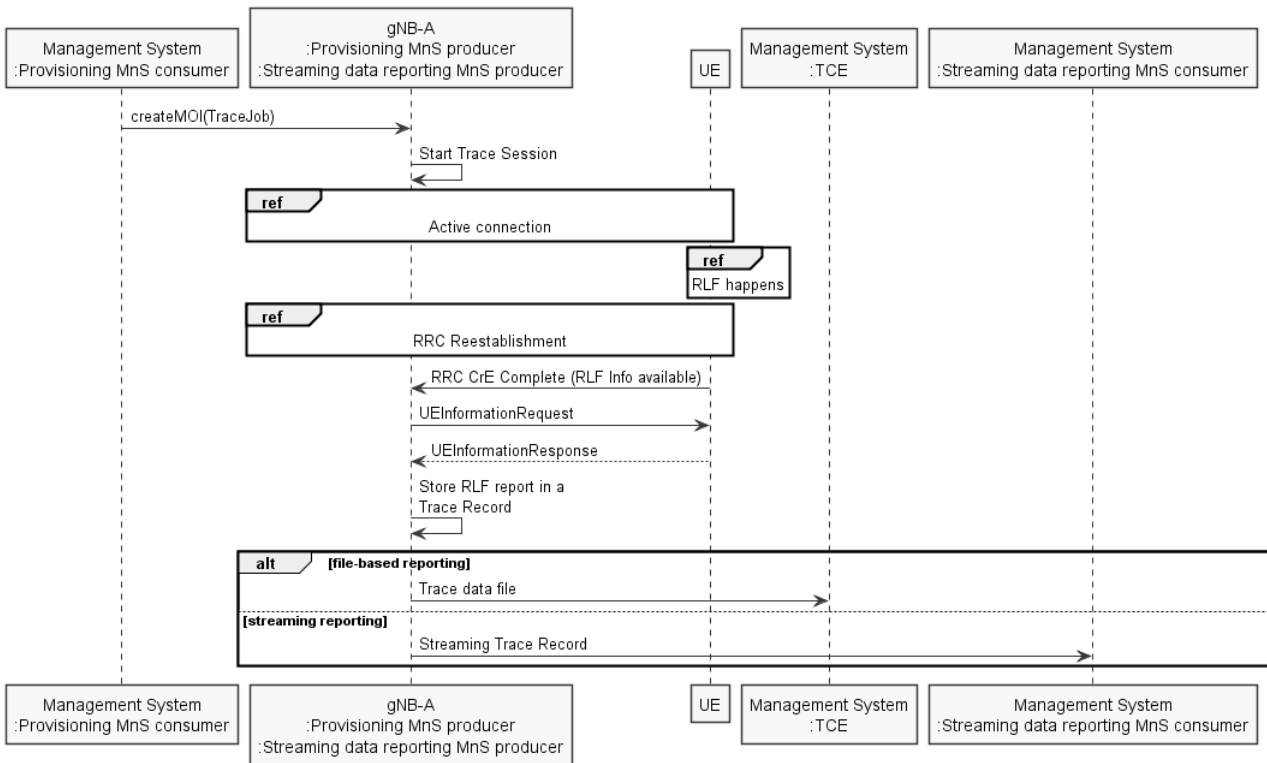 Management System
:Provisioning MnS consumer
gNB-A
:Provisioning MnS producer
:Streaming data reporting MnS producer
UE
Management System
:TCE
Management System
:Streaming data reporting MnS consumer
createMOI(TraceJob)
Start Trace Session
ref
Active connection
ref
RLF happens
ref
RRC Reestablishment
RRC CrE Complete (RLF Info available)
UEInformationRequest
UEInformationResponse
Store RLF report in a
Trace Record
alt [file-based reporting]
Trace data file
[streaming reporting]
Streaming Trace Record
Management System
:Provisioning MnS consumer
gNB-A
:Provisioning MnS producer
:Streaming data reporting MnS producer
UE
Management System
:TCE
Management System
:Streaming data reporting MnS consumer